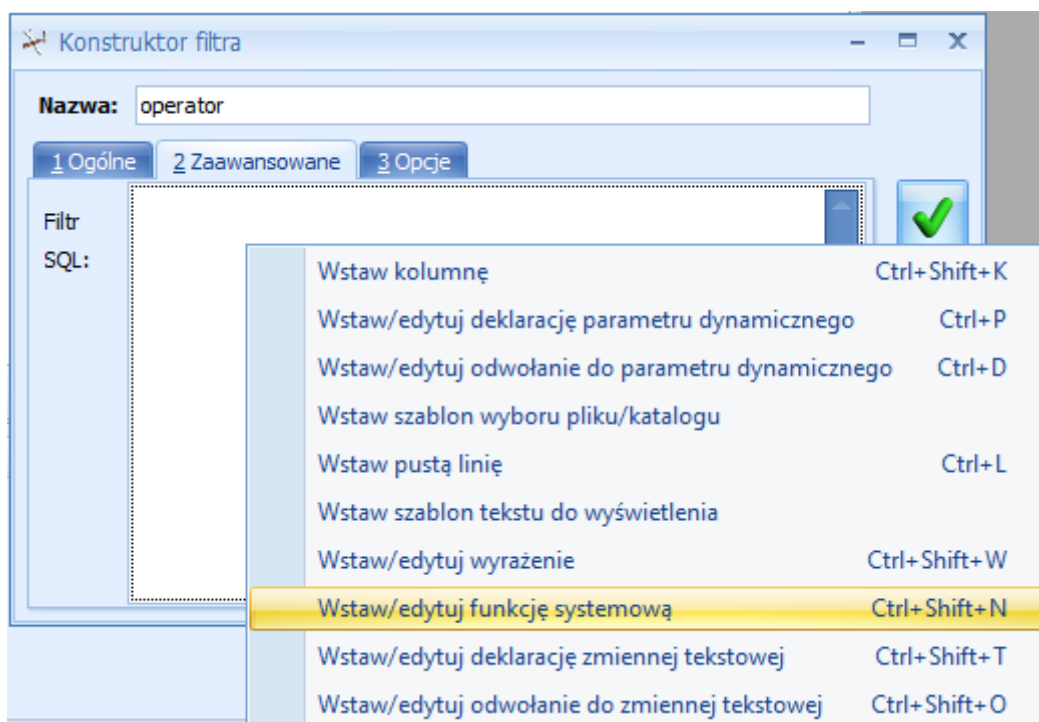 Konstruktor filtra
Nazwa: operator
1 Ogólne 2 Zaawansowane 3 Opcje
Filtr
SQL:
Wstaw kolumnę Ctrl+Shift+K
Wstaw/edytuj deklarację parametru dynamicznego Ctrl+P
Wstaw/edytuj odwołanie do parametru dynamicznego Ctrl+D
Wstaw szablon wyboru pliku/katalogu
Wstaw pustą linię Ctrl+L
Wstaw szablon tekstu do wyświetlenia
Wstaw/edytuj wyrażenie Ctrl+Shift+W
Wstaw/edytuj funkcję systemową Ctrl+Shift+N
Wstaw/edytuj deklarację zmiennej tekstowej Ctrl+Shift+T
Wstaw/edytuj odwołanie do zmiennej tekstowej Ctrl+Shift+O